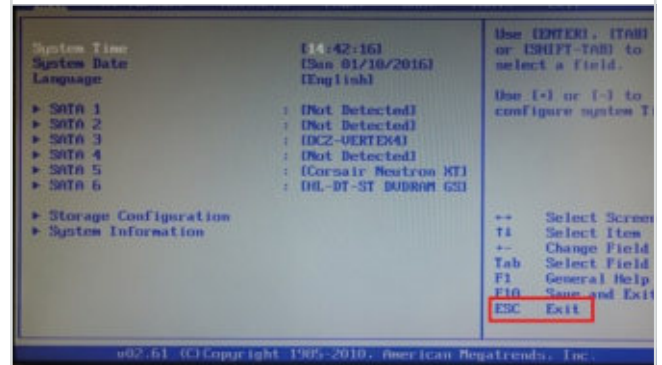 System Time [14:42:16]
System Date [Sun 01/10/2016]
Language [English]
► SATA 1 : [Not Detected]
► SATA 2 : [Not Detected]
► SATA 3 : [OCZ-VERTEX4]
► SATA 4 : [Not Detected]
► SATA 5 : [Corsair Neutron XT]
► SATA 6 : [HL-DT-ST DVDRAM GS]
► Storage Configuration
► System Information
Use [ENTER], [TAB]
or [SHIFT-TAB] to
select a field.
Use [+] or [-] to
configure system T
↔ Select Screen
↑↓ Select Item
+- Change Field
Tab Select Field
F1 General Help
F10 Save and Exit
ESC Exit
v02.61 (C)Copyright 1985-2010, American Megatrends, Inc.